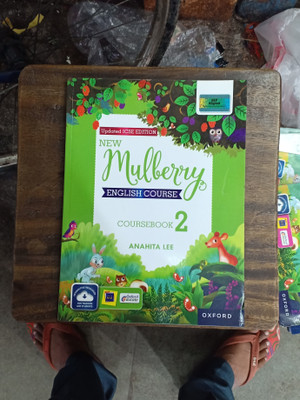 Updated ICSE EDITION
NEW
Mulberry
ENGLISH COURSE
COURSEBOOK 2
ANAHITA LEE
OXFORD